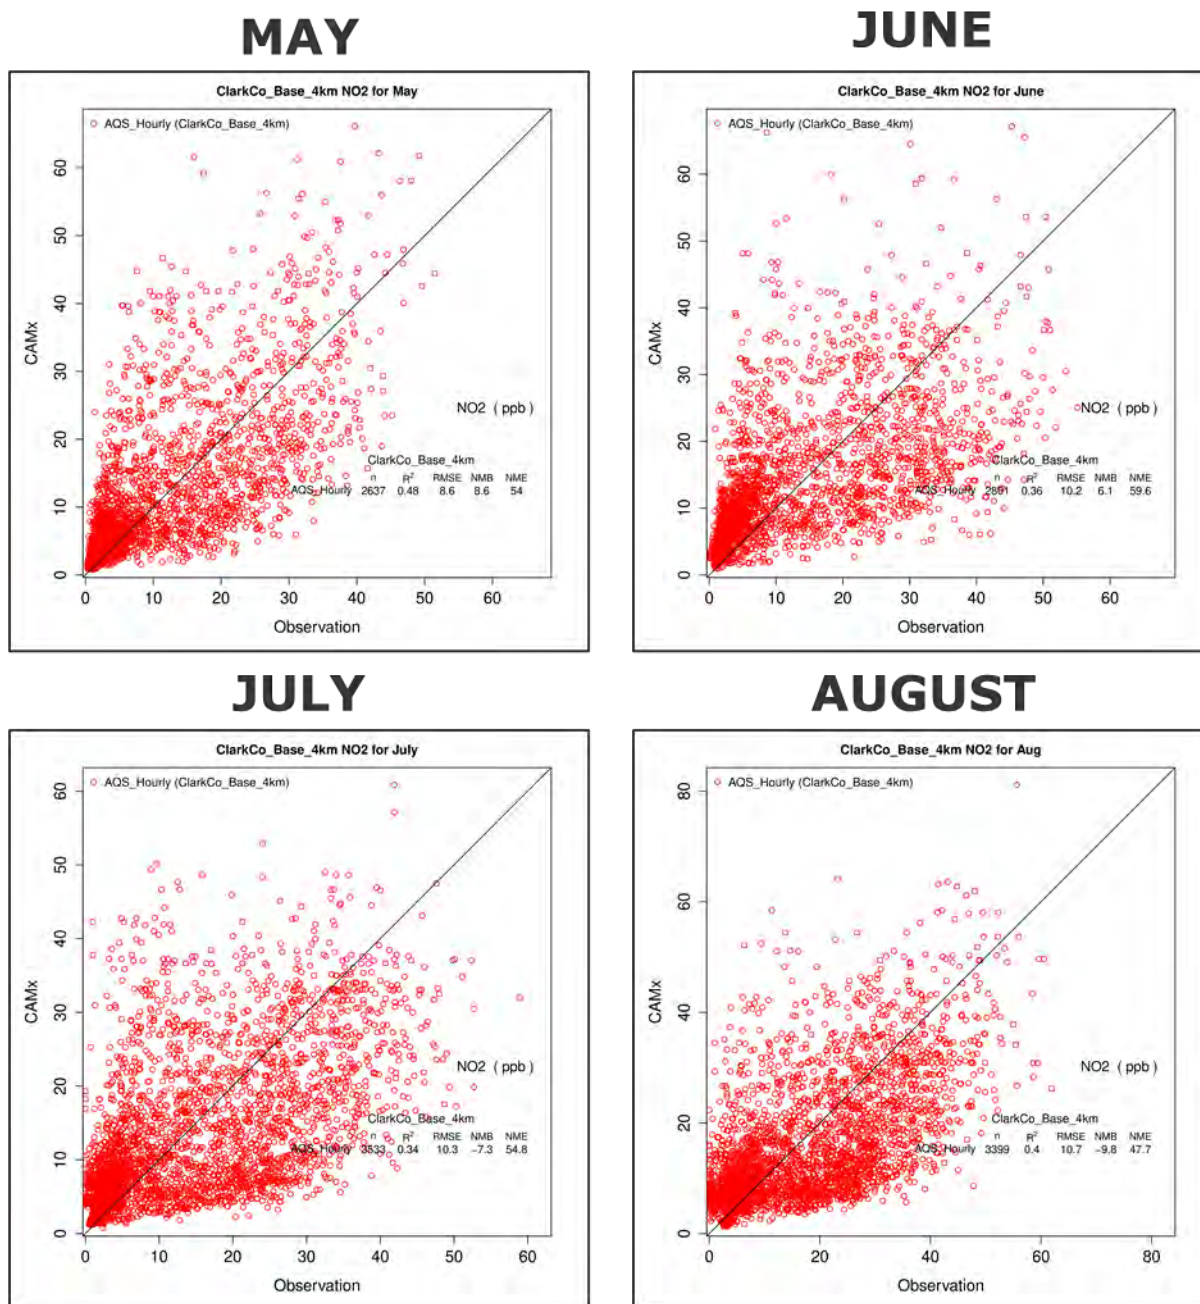 MAY
ClarkCo_Base_4km NO2 for May
AQS_Hourly (ClarkCo_Base_4km)
60
50
40
30
20
10
0
CAMx
NO2 ( ppb )
ClarkCo_Base_4km
n R² RMSE NMB NME
AQS_Hourly 2637 0.48 8.6 8.6 54
0 10 20 30 40 50 60
Observation
JUNE
ClarkCo_Base_4km NO2 for June
AQS_Hourly (ClarkCo_Base_4km)
60
50
40
30
20
10
0
CAMx
NO2 ( ppb )
ClarkCo_Base_4km
n R² RMSE NMB NME
AQS_Hourly 2891 0.36 10.2 6.1 59.6
0 10 20 30 40 50 60
Observation
JULY
ClarkCo_Base_4km NO2 for July
AQS_Hourly (ClarkCo_Base_4km)
60
50
40
30
20
10
0
CAMx
NO2 ( ppb )
ClarkCo_Base_4km
n R² RMSE NMB NME
AQS_Hourly 3533 0.34 10.3 −7.3 54.8
0 10 20 30 40 50 60
Observation
AUGUST
ClarkCo_Base_4km NO2 for Aug
AQS_Hourly (ClarkCo_Base_4km)
80
60
40
20
0
CAMx
NO2 ( ppb )
ClarkCo_Base_4km
n R² RMSE NMB NME
AQS_Hourly 3399 0.4 10.7 −9.8 47.7
0 20 40 60 80
Observation